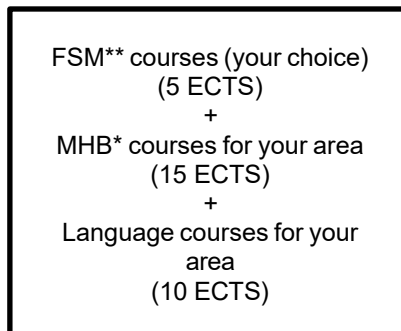 FSM** courses (your choice)
(5 ECTS)
+
MHB* courses for your area
(15 ECTS)
+
Language courses for your
area
(10 ECTS)